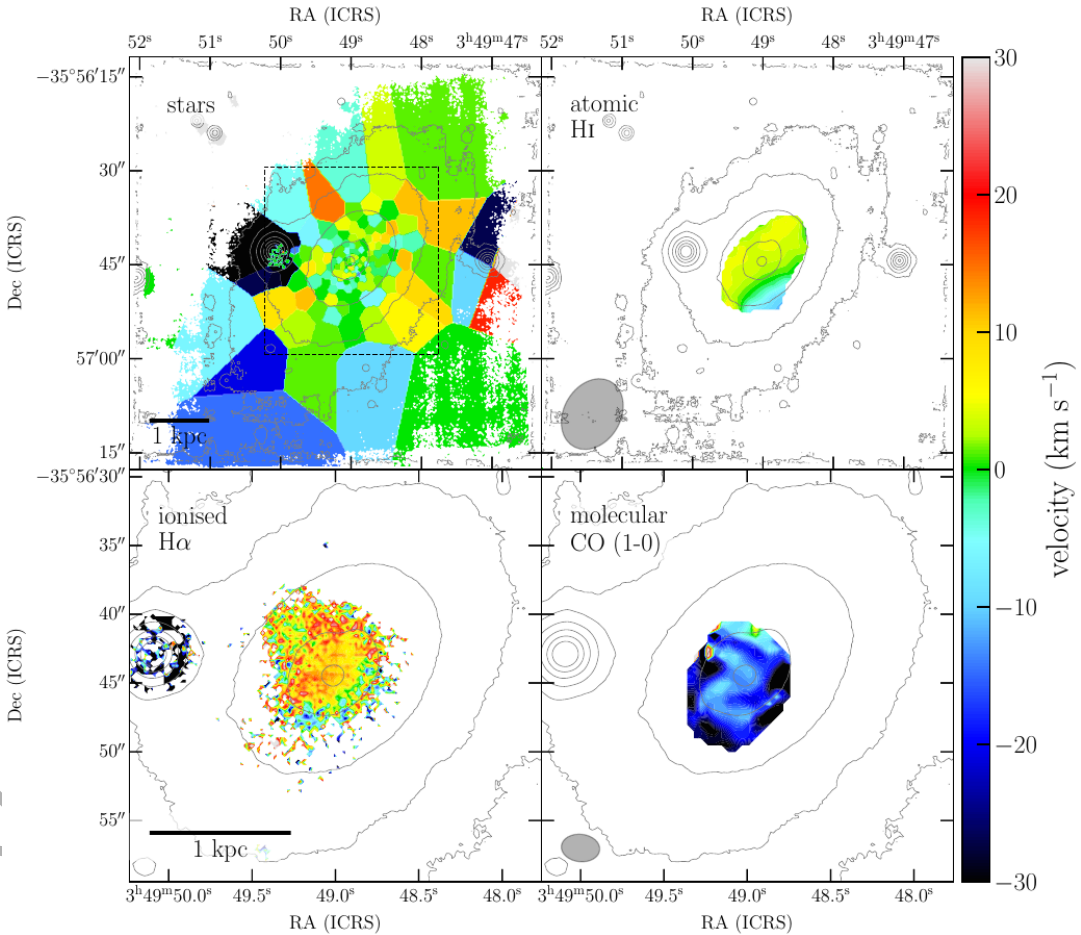 RA (ICRS) RA (ICRS)
52ˢ 51ˢ 50ˢ 49ˢ 48ˢ 3ʰ49ᵐ47ˢ 52ˢ 51ˢ 50ˢ 49ˢ 48ˢ 3ʰ49ᵐ47ˢ
−35°56′15″
30″
45″
57′00″
15″
Dec (ICRS)
stars
1 kpc
atomic
HI
−35°56′30″
35″
40″
45″
50″
55″
Dec (ICRS)
ionised
Hα
1 kpc
molecular
CO (1-0)
3ʰ49ᵐ50.0ˢ 49.5ˢ 49.0ˢ 48.5ˢ 48.0ˢ 3ʰ49ᵐ50.0ˢ 49.5ˢ 49.0ˢ 48.5ˢ 48.0ˢ
RA (ICRS) RA (ICRS)
30
20
10
0
−10
−20
−30
velocity (km s⁻¹)